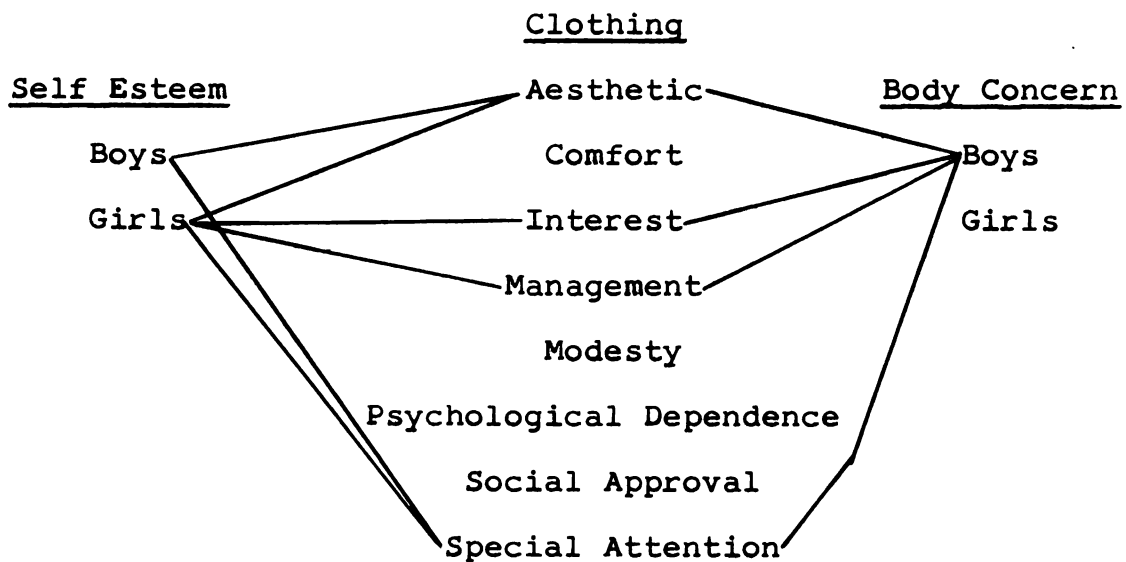 Clothing
Self Esteem Aesthetic Body Concern
Boys Comfort Boys
Girls Interest Girls
Management
Modesty
Psychological Dependence
Social Approval
Special Attention